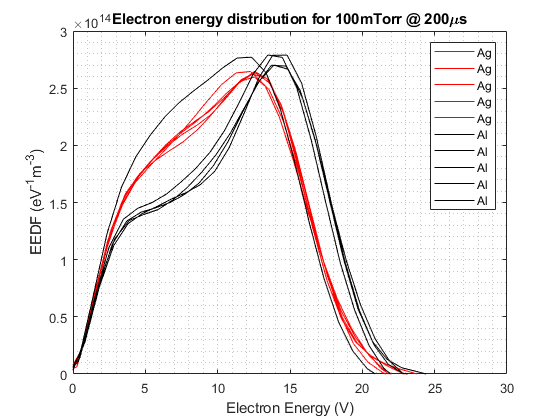 ×10^14 Electron energy distribution for 100mTorr @ 200μs
3
2.5
2
1.5
1
0.5
0
EEDF (eV^-1m^-3)
0 5 10 15 20 25 30
Electron Energy (V)
Ag
Ag
Ag
Ag
Ag
Al
Al
Al
Al
Al